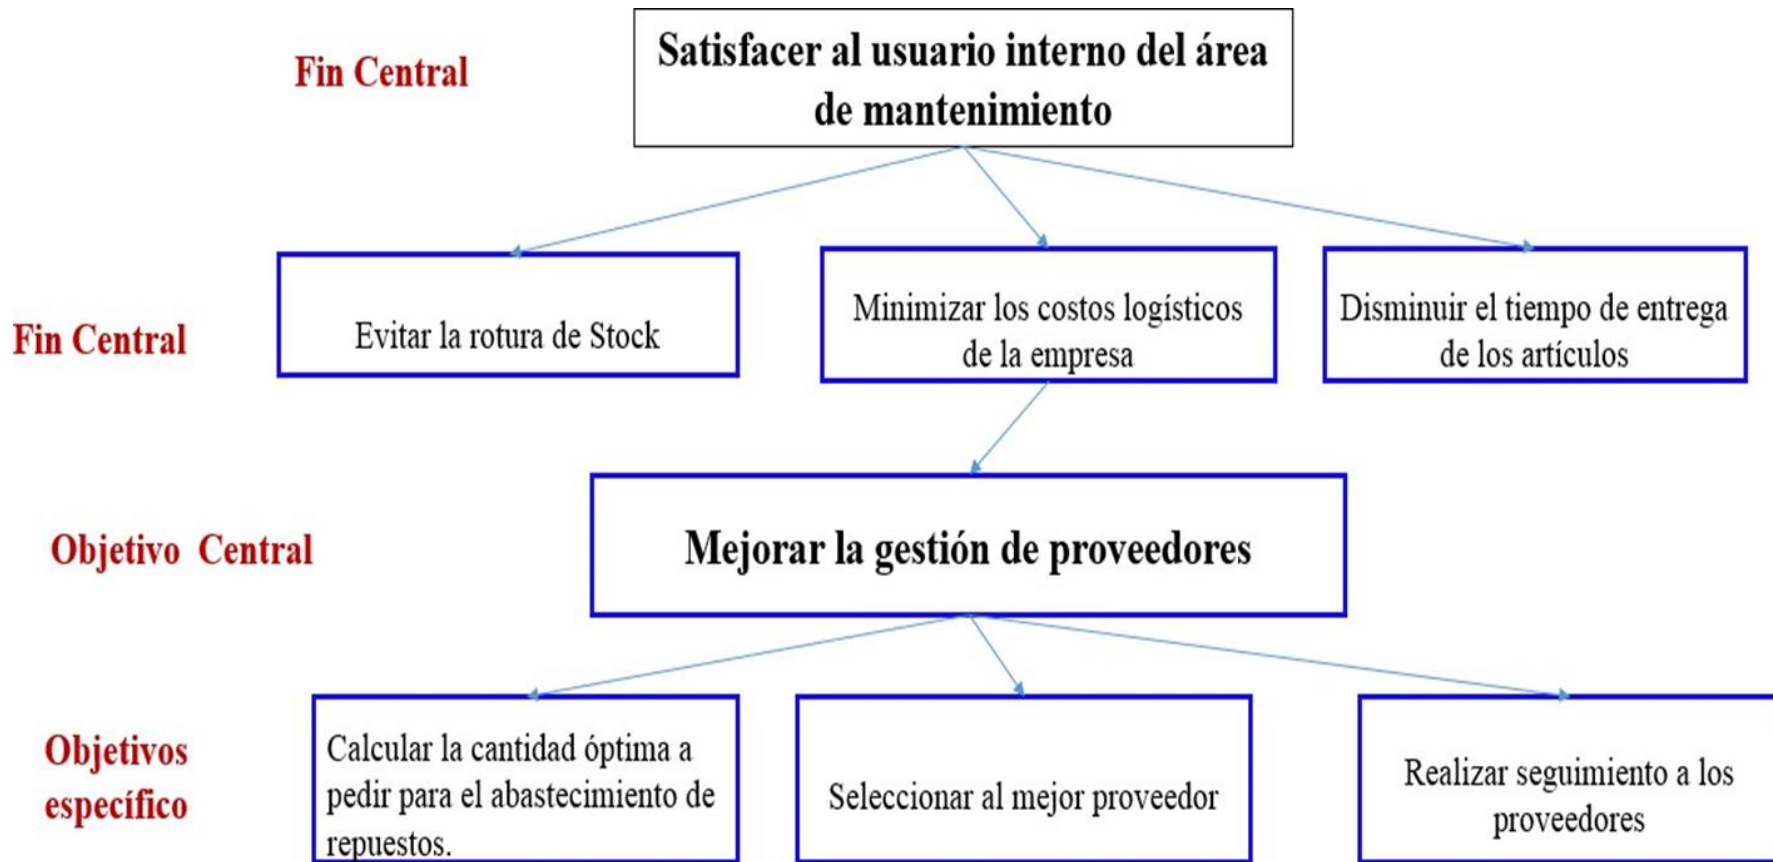 Fin Central
Satisfacer al usuario interno del área
de mantenimiento
Fin Central
Evitar la rotura de Stock
Minimizar los costos logísticos
de la empresa
Disminuir el tiempo de entrega
de los artículos
Objetivo Central
Mejorar la gestión de proveedores
Objetivos
específico
Calcular la cantidad óptima a
pedir para el abastecimiento de
repuestos.
Seleccionar al mejor proveedor
Realizar seguimiento a los
proveedores